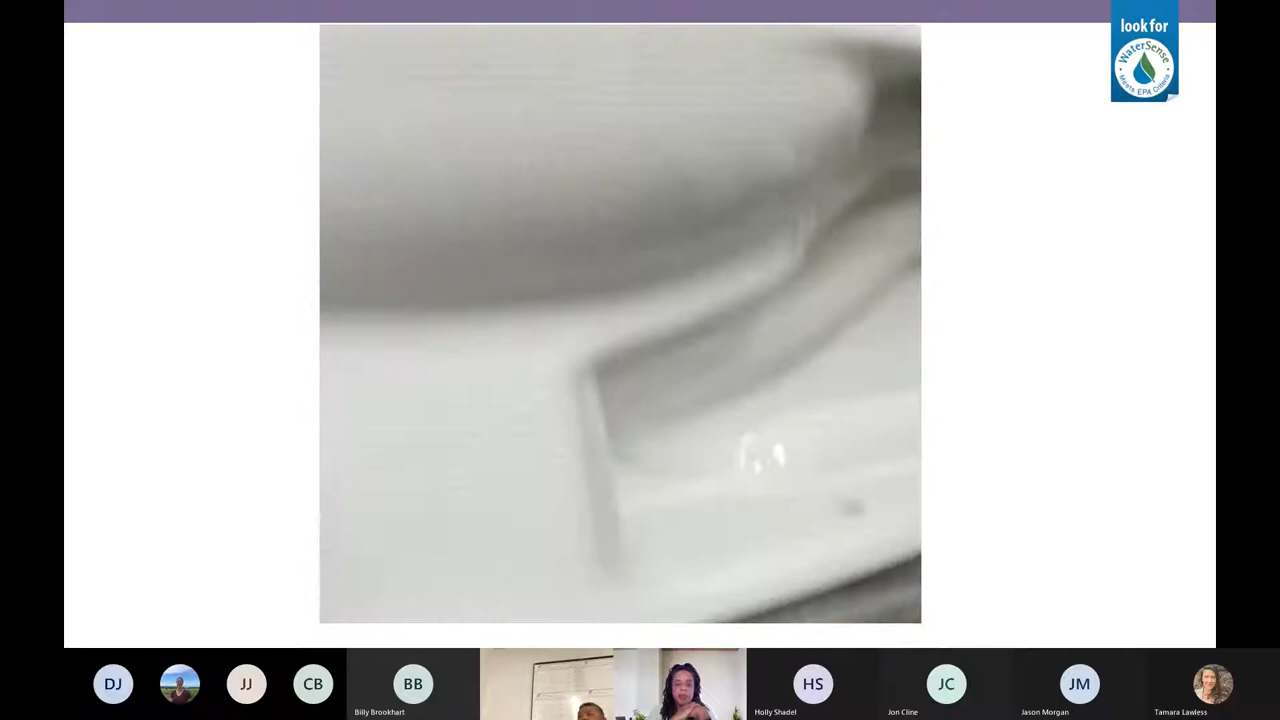 look for
WaterSense
Meets EPA Criteria
DJ
JJ
CB
BB
HS
JC
JM
Billy Brookhart
Holly Shadel
Jon Cline
Jason Morgan
Tamara Lawless